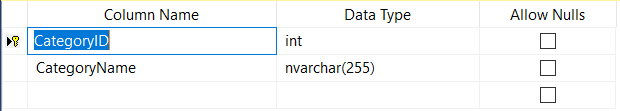 Column Name Data Type Allow Nulls
CategoryID int
CategoryName nvarchar(255)